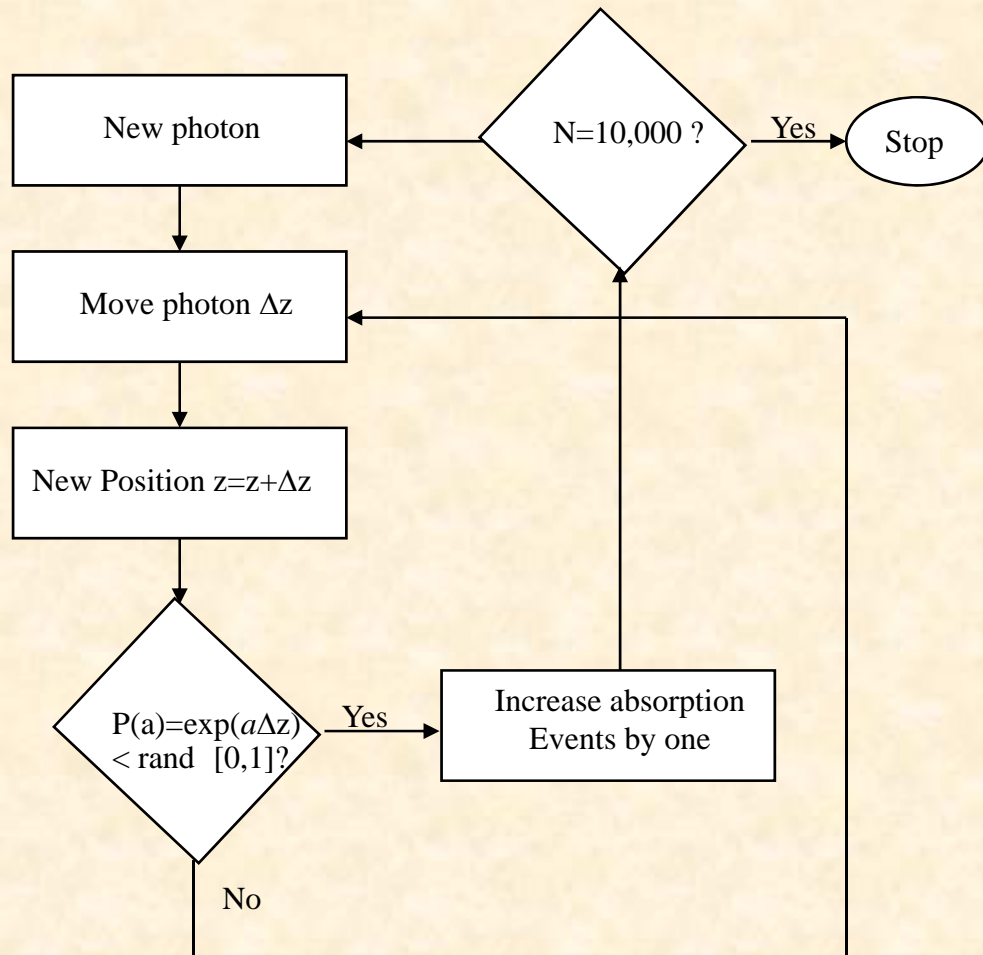 New photon
N=10,000 ?
Yes
Stop
Move photon Δz
New Position z=z+Δz
P(a)=exp(aΔz)
< rand [0,1]?
Yes
Increase absorption
Events by one
No